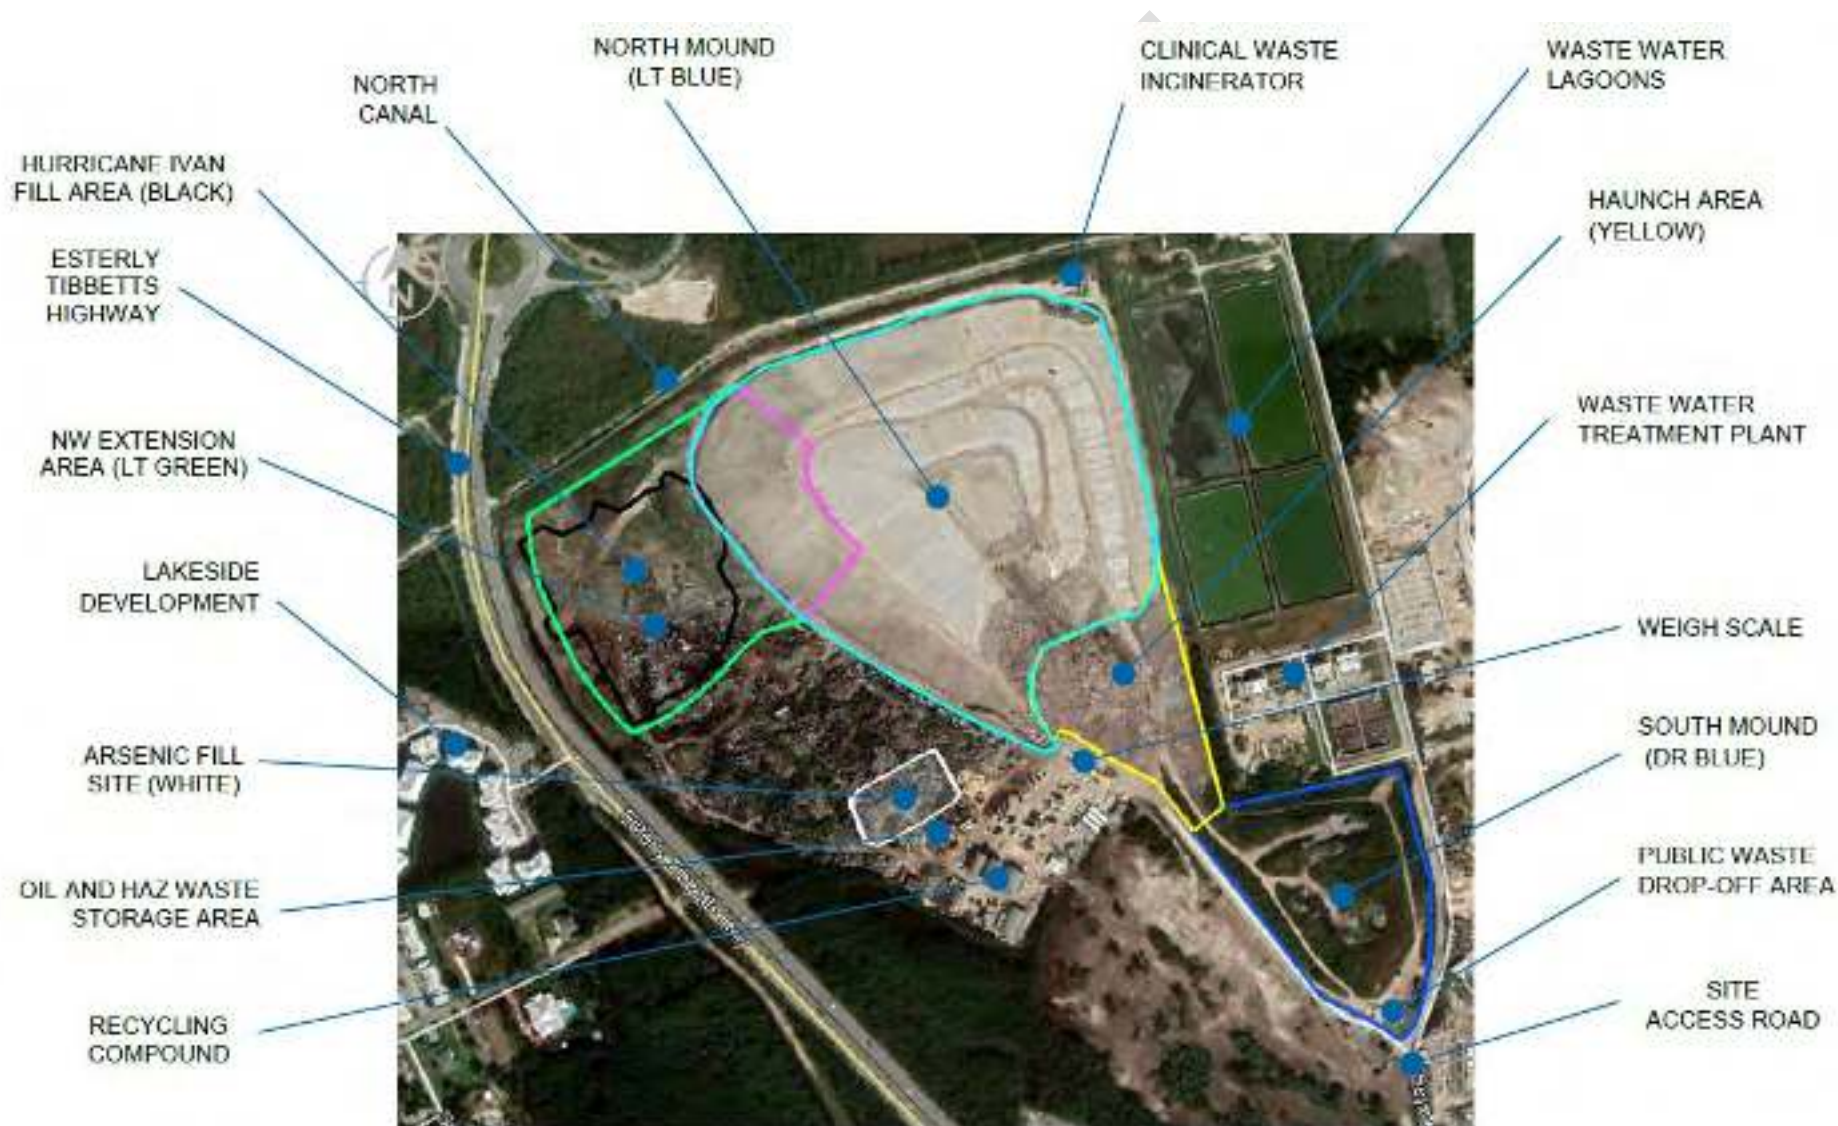 NORTH MOUND
(LT BLUE)
CLINICAL WASTE
INCINERATOR
WASTE WATER
LAGOONS
NORTH
CANAL
HURRICANE IVAN
FILL AREA (BLACK)
HAUNCH AREA
(YELLOW)
ESTERLY
TIBBETTS
HIGHWAY
N
NW EXTENSION
AREA (LT GREEN)
WASTE WATER
TREATMENT PLANT
LAKESIDE
DEVELOPMENT
WEIGH SCALE
SOUTH MOUND
(DR BLUE)
ARSENIC FILL
SITE (WHITE)
PUBLIC WASTE
DROP-OFF AREA
OIL AND HAZ WASTE
STORAGE AREA
SITE
ACCESS ROAD
RECYCLING
COMPOUND